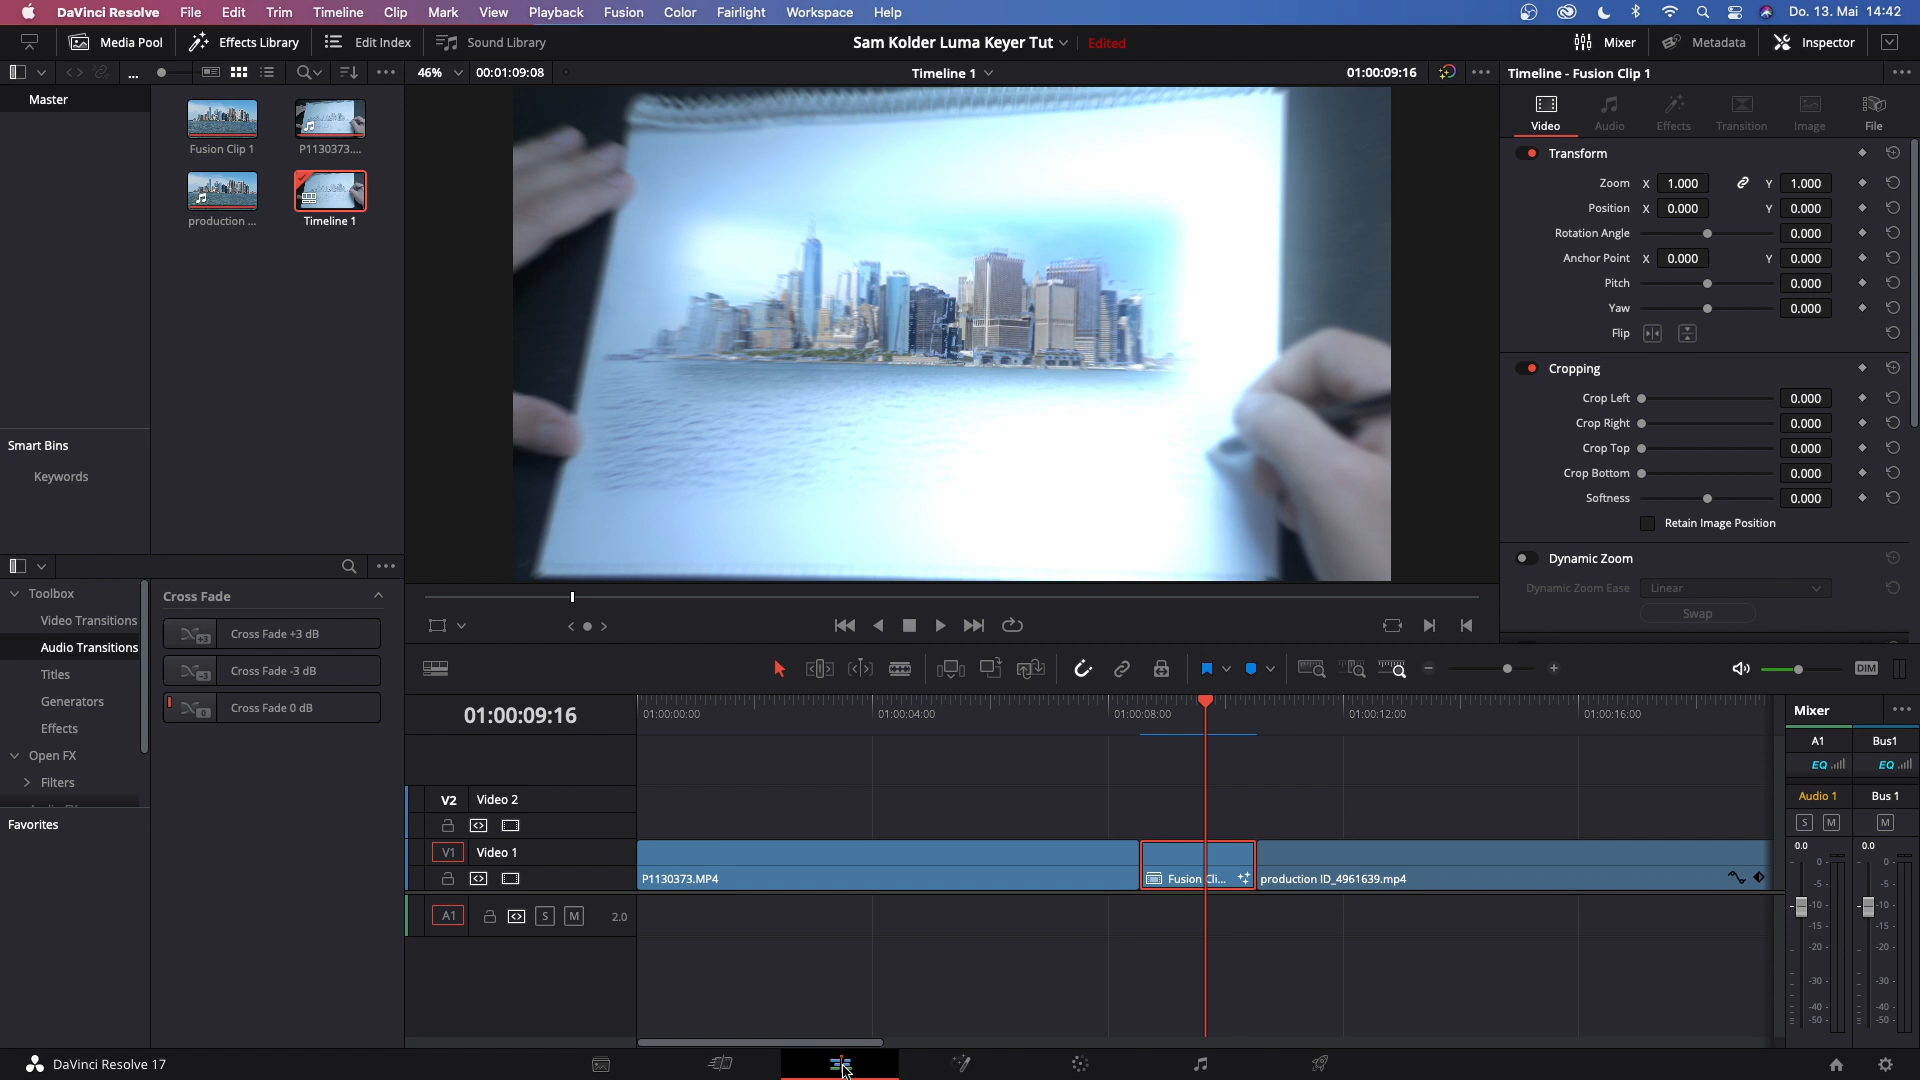 DaVinci Resolve File Edit Trim Timeline Clip Mark View Playback Fusion Color Fairlight Workspace Help Do. 13. Mai 14:42
Media Pool Effects Library Edit Index Sound Library Sam Kolder Luma Keyer Tut Edited Mixer Metadata Inspector
... 46% 00:01:09:08 Timeline 1 01:00:09:16 Timeline - Fusion Clip 1
Master
Fusion Clip 1 P1130373....
production ... Timeline 1
Video Audio Effects Transition Image File
Transform
Zoom X 1.000 Y 1.000
Position X 0.000 Y 0.000
Rotation Angle 0.000
Anchor Point X 0.000 Y 0.000
Pitch 0.000
Yaw 0.000
Flip
Cropping
Crop Left 0.000
Crop Right 0.000
Crop Top 0.000
Crop Bottom 0.000
Softness 0.000
Retain Image Position
Dynamic Zoom
Dynamic Zoom Ease Linear
Swap
Smart Bins
Keywords
Toolbox
Video Transitions
Audio Transitions
Titles
Generators
Effects
Open FX
Filters
Favorites
Cross Fade
+3 Cross Fade +3 dB
-3 Cross Fade -3 dB
0 Cross Fade 0 dB
DIM
01:00:09:16 01:00:00:00 01:00:04:00 01:00:08:00 01:00:12:00 01:00:16:00
V2 Video 2
V1 Video 1
P1130373.MP4 Fusion Cli... production ID_4961639.mp4
A1 S M 2.0
Mixer
A1 Bus1
EQ EQ
Audio 1 Bus 1
S M M
0.0 0.0
0 0
-5 -5
-10 -10
-15 -15
-20 -20
-30 -30
-40 -40
-50 -50
DaVinci Resolve 17